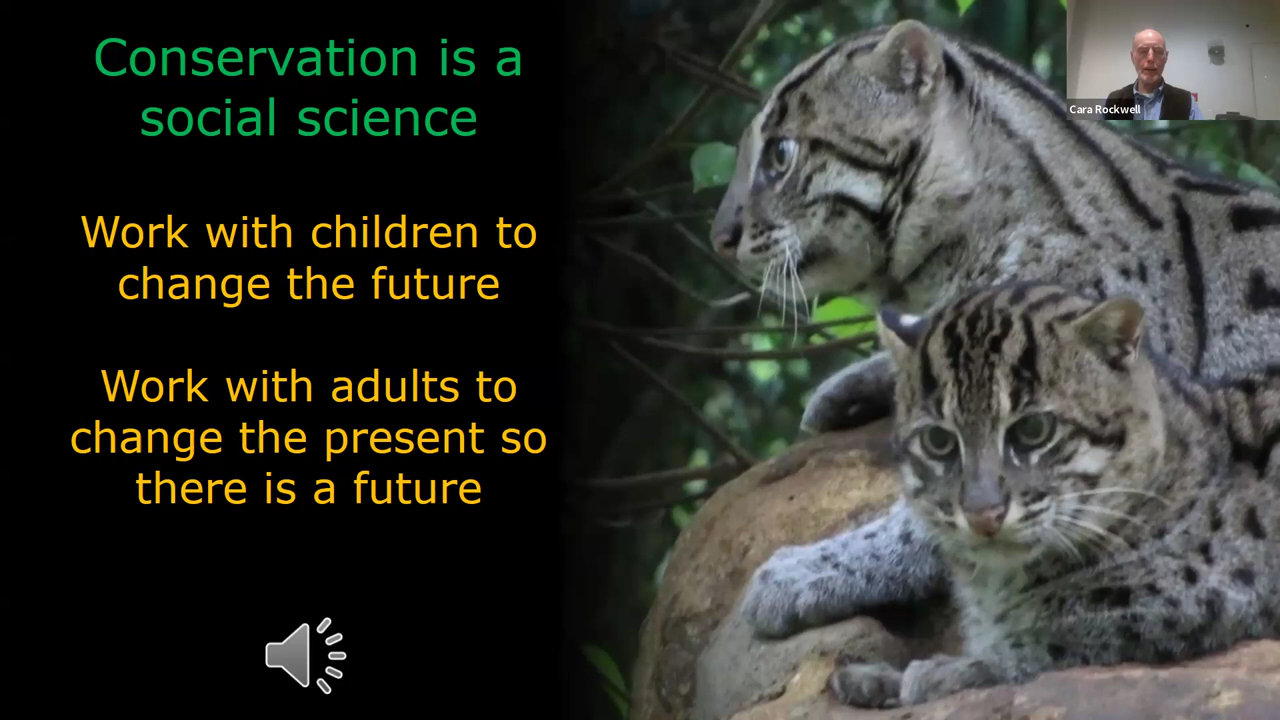 Conservation is a
social science
Work with children to
change the future
Work with adults to
change the present so
there is a future
Cara Rockwell